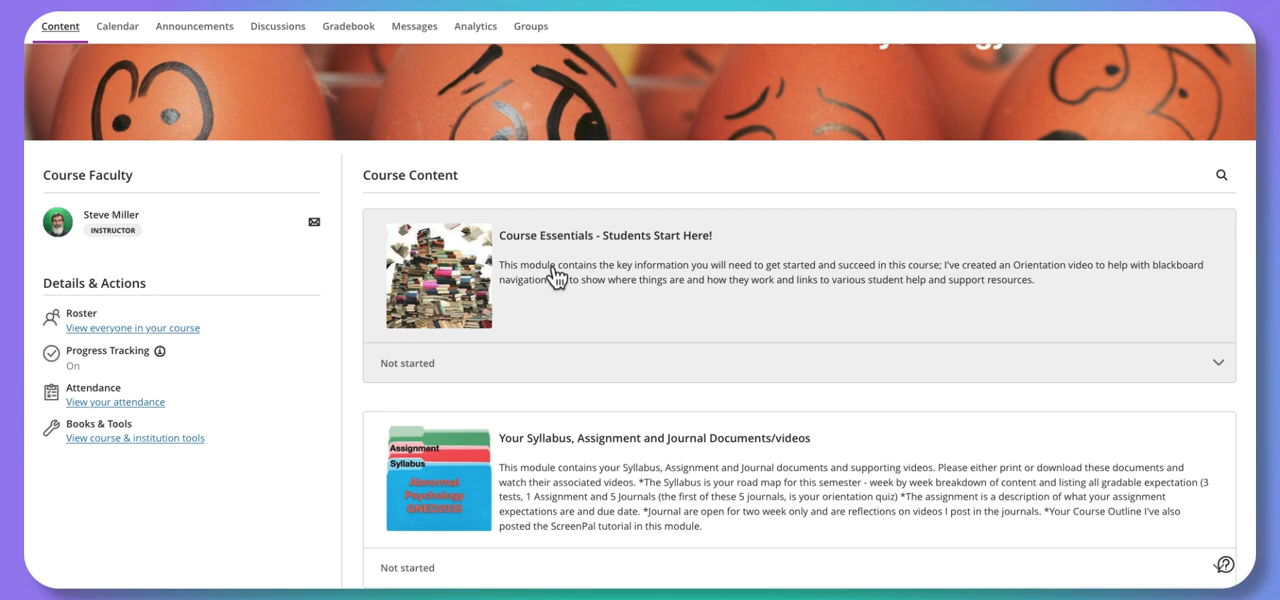 Content Calendar Announcements Discussions Gradebook Messages Analytics Groups
Course Faculty
Steve Miller
INSTRUCTOR
Details & Actions
Roster
View everyone in your course
Progress Tracking
On
Attendance
View your attendance
Books & Tools
View course & institution tools
Course Content
Course Essentials - Students Start Here!
This module contains the key information you will need to get started and succeed in this course; I've created an Orientation video to help with blackboard
navigation to show where things are and how they work and links to various student help and support resources.
Not started
Assignment
Syllabus
Abnormal
Psychology
Your Syllabus, Assignment and Journal Documents/videos
This module contains your Syllabus, Assignment and Journal documents and supporting videos. Please either print or download these documents and
watch their associated videos. *The Syllabus is your road map for this semester - week by week breakdown of content and listing all gradable expectation (3
tests, 1 Assignment and 5 Journals (the first of these 5 journals, is your orientation quiz) *The assignment is a description of what your assignment
expectations are and due date. *Journal are open for two week only and are reflections on videos I post in the journals. *Your Course Outline I've also
posted the ScreenPal tutorial in this module.
Not started